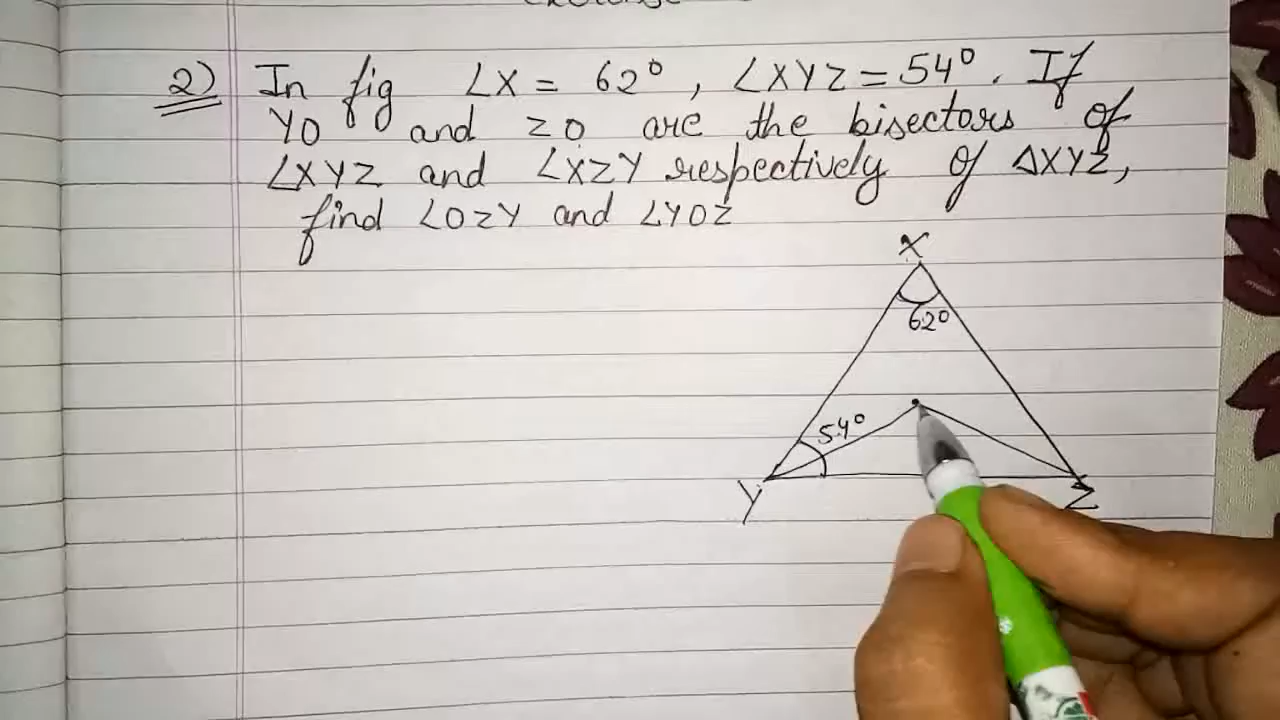 2) In fig ∠X = 62°, ∠XYZ = 54°. If
YO and ZO are the bisectors of
∠XYZ and ∠XZY respectively of ΔXYZ,
find ∠OZY and ∠YOZ
X
62°
54°
Y
Z